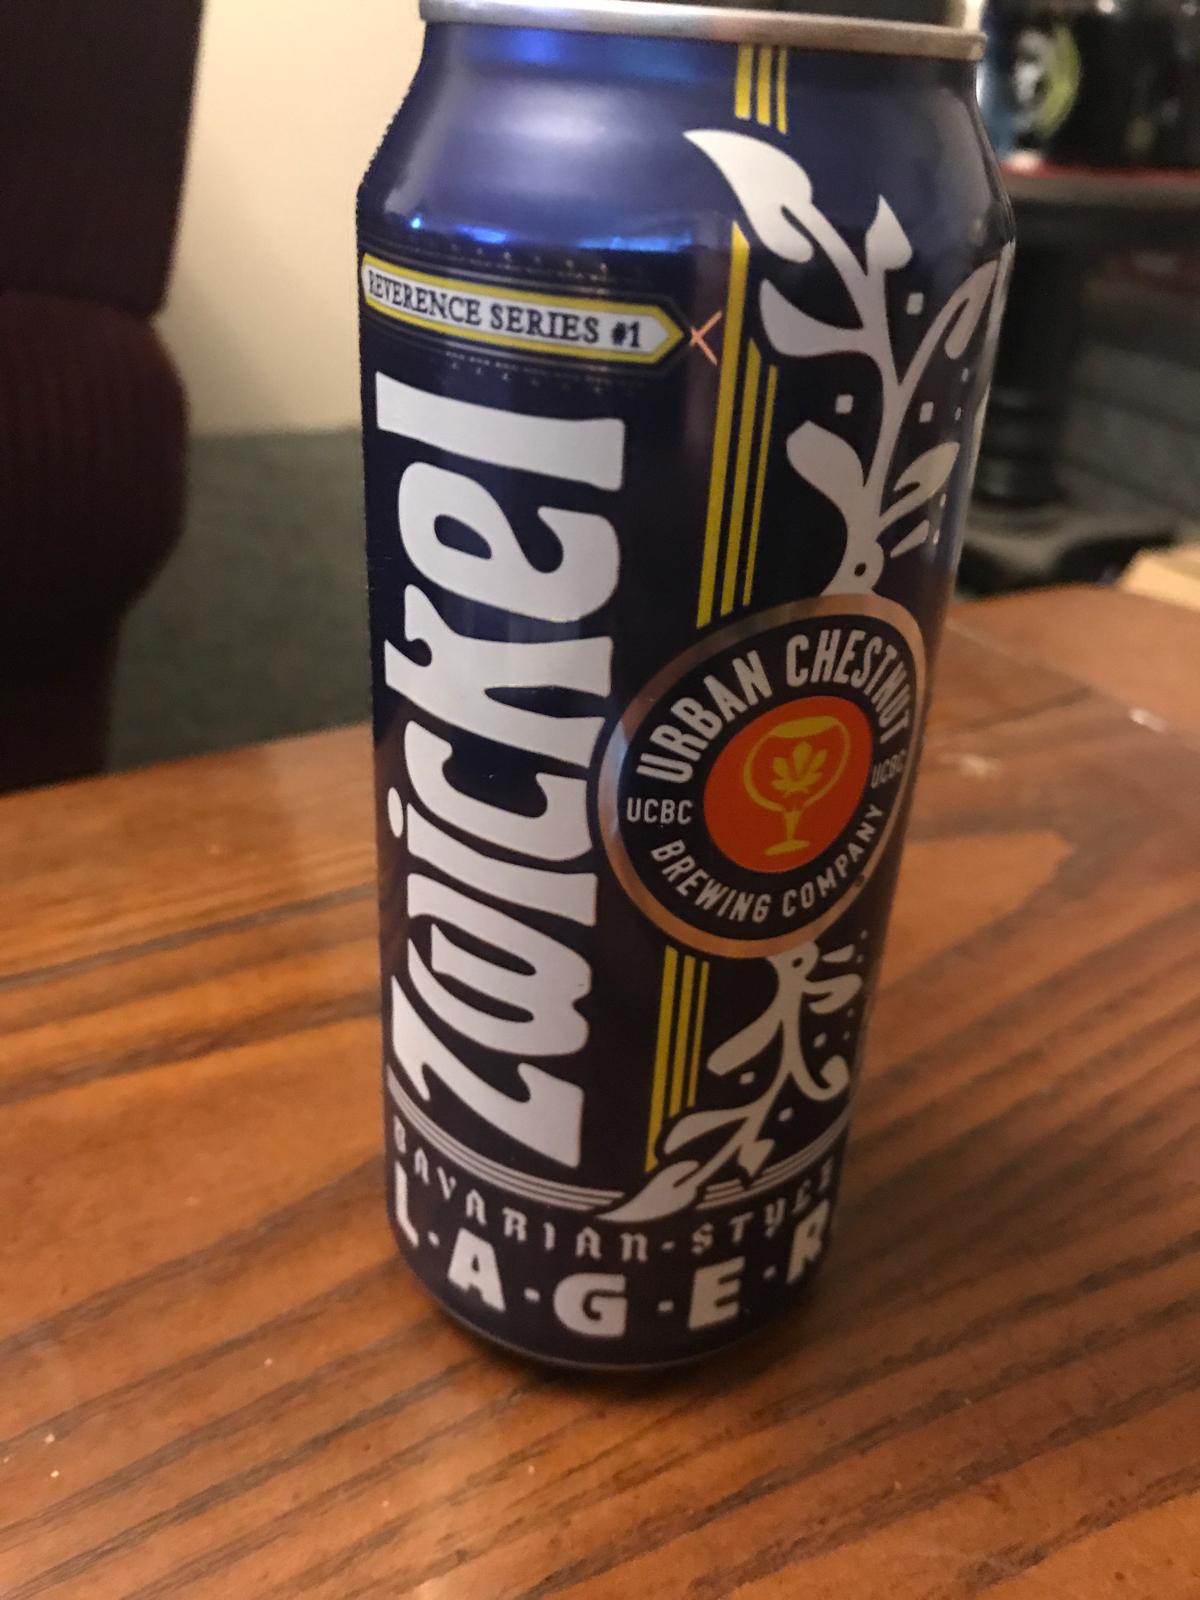 REVERENCE SERIES #1
Zwickel
URBAN CHESTNUT
UCBC
UCBC
BREWING COMPANY
BAVARIAN-STYLE
L·A·G·E·R